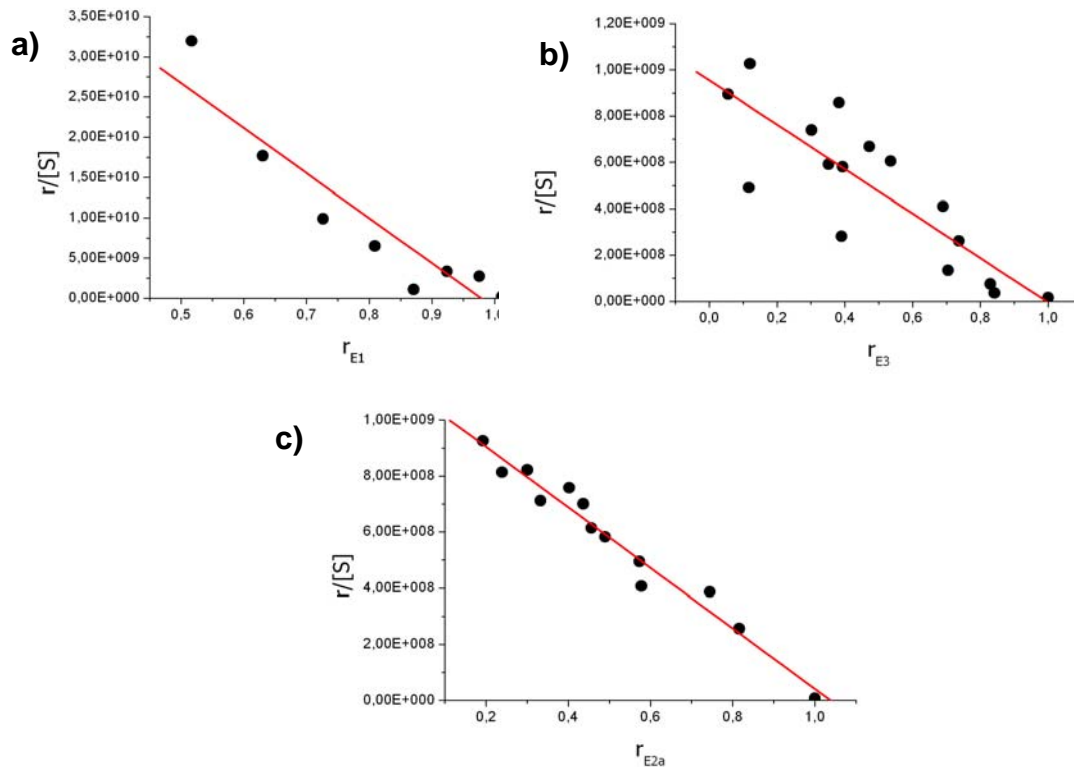 a)
3,50E+010
3,00E+010
2,50E+010
2,00E+010
1,50E+010
1,00E+010
5,00E+009
0,00E+000
r/[S]
0,5 0,6 0,7 0,8 0,9 1,0
rE1
b)
1,20E+009
1,00E+009
8,00E+008
6,00E+008
4,00E+008
2,00E+008
0,00E+000
r/[S]
0,0 0,2 0,4 0,6 0,8 1,0
rE3
c)
1,00E+009
8,00E+008
6,00E+008
4,00E+008
2,00E+008
0,00E+000
r/[S]
0,2 0,4 0,6 0,8 1,0
rE2a